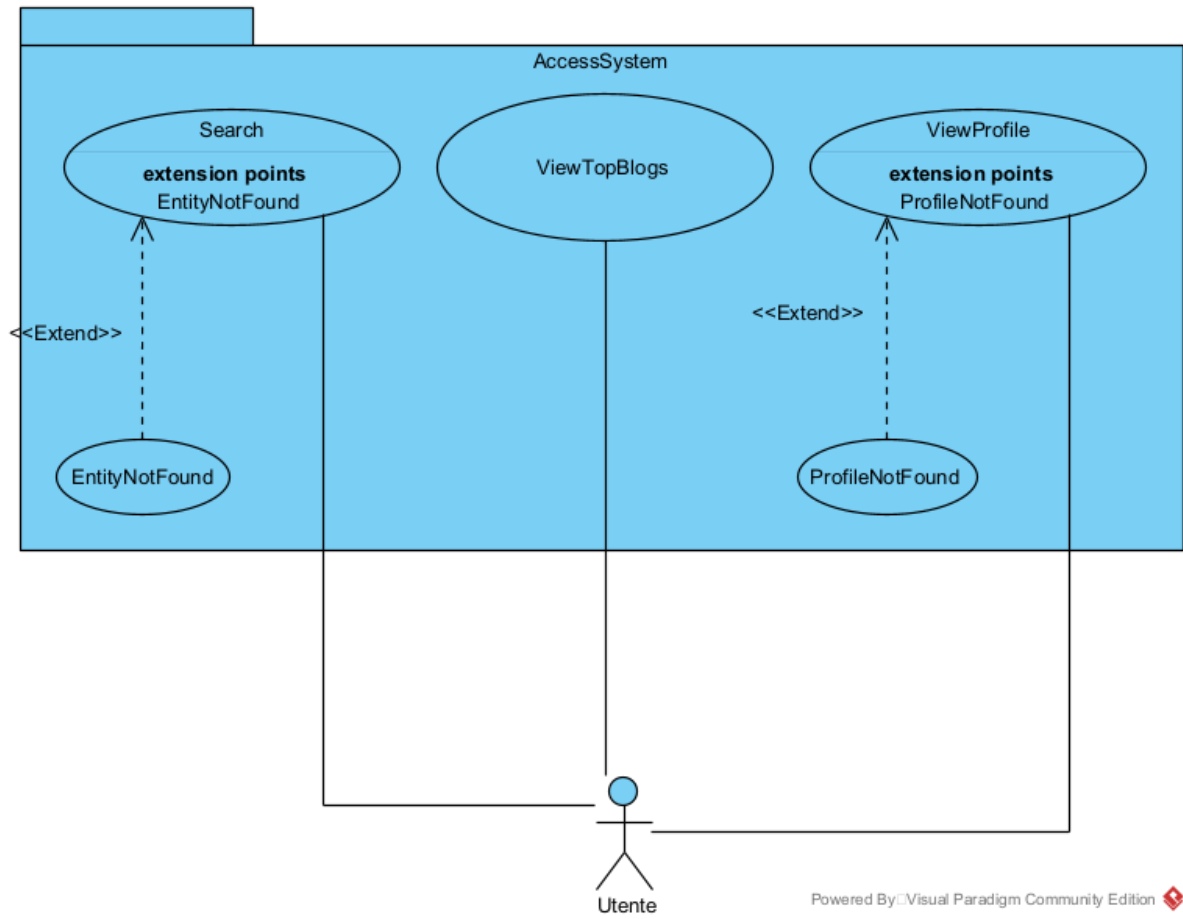 AccessSystem
Search
extension points
EntityNotFound
ViewTopBlogs
ViewProfile
extension points
ProfileNotFound
<<Extend>>
<<Extend>>
EntityNotFound
ProfileNotFound
Utente
Powered By Visual Paradigm Community Edition